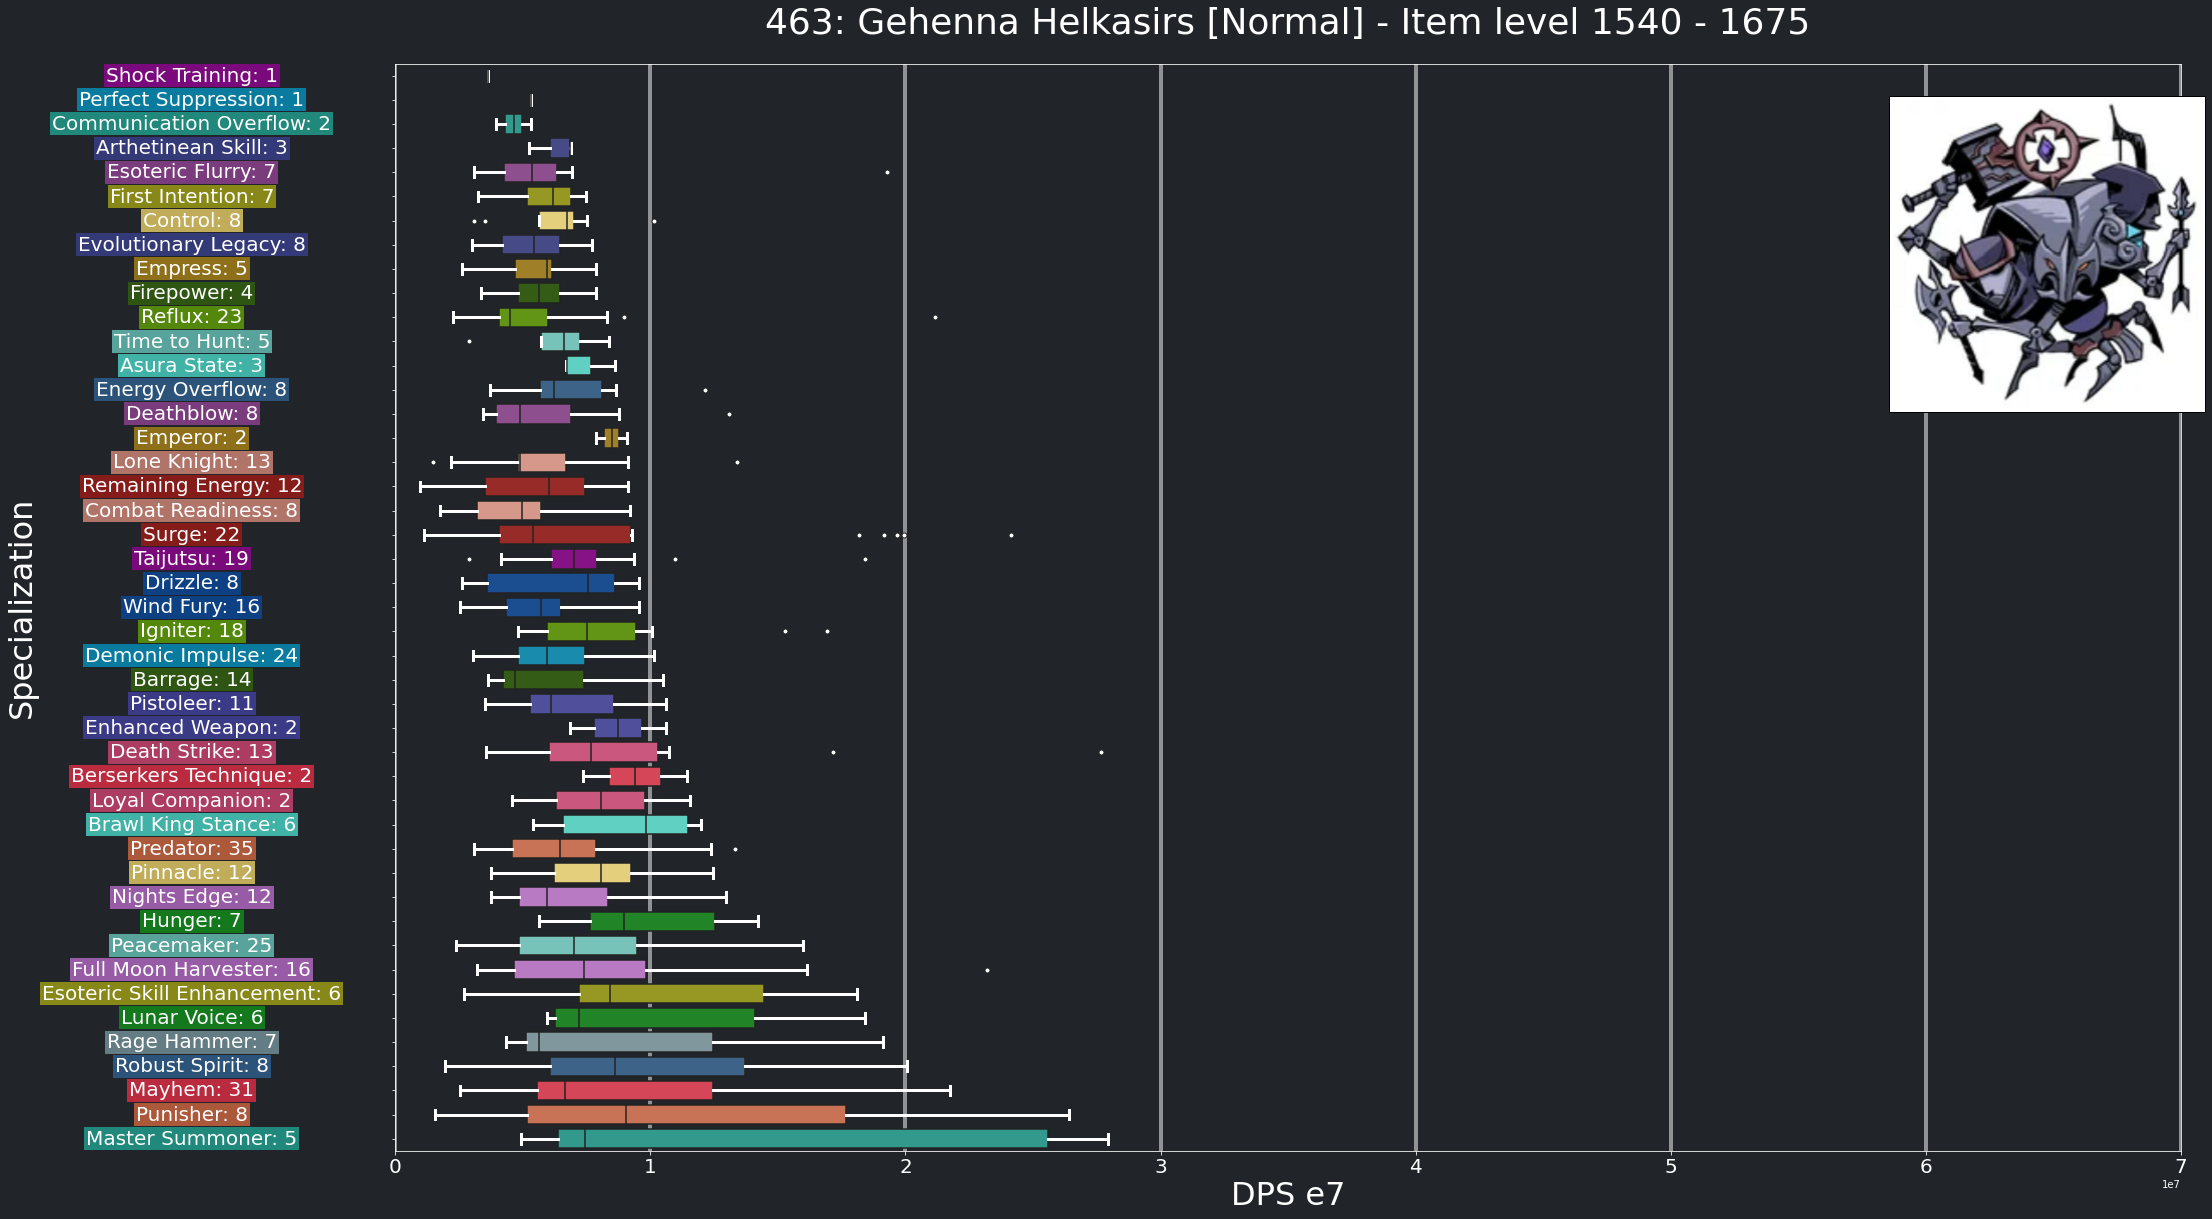 463: Gehenna Helkasirs [Normal] - Item level 1540 - 1675
Specialization
Shock Training: 1
Perfect Suppression: 1
Communication Overflow: 2
Arthetinean Skill: 3
Esoteric Flurry: 7
First Intention: 7
Control: 8
Evolutionary Legacy: 8
Empress: 5
Firepower: 4
Reflux: 23
Time to Hunt: 5
Asura State: 3
Energy Overflow: 8
Deathblow: 8
Emperor: 2
Lone Knight: 13
Remaining Energy: 12
Combat Readiness: 8
Surge: 22
Taijutsu: 19
Drizzle: 8
Wind Fury: 16
Igniter: 18
Demonic Impulse: 24
Barrage: 14
Pistoleer: 11
Enhanced Weapon: 2
Death Strike: 13
Berserkers Technique: 2
Loyal Companion: 2
Brawl King Stance: 6
Predator: 35
Pinnacle: 12
Nights Edge: 12
Hunger: 7
Peacemaker: 25
Full Moon Harvester: 16
Esoteric Skill Enhancement: 6
Lunar Voice: 6
Rage Hammer: 7
Robust Spirit: 8
Mayhem: 31
Punisher: 8
Master Summoner: 5
0 1 2 3 4 5 6 7
1e7
DPS e7